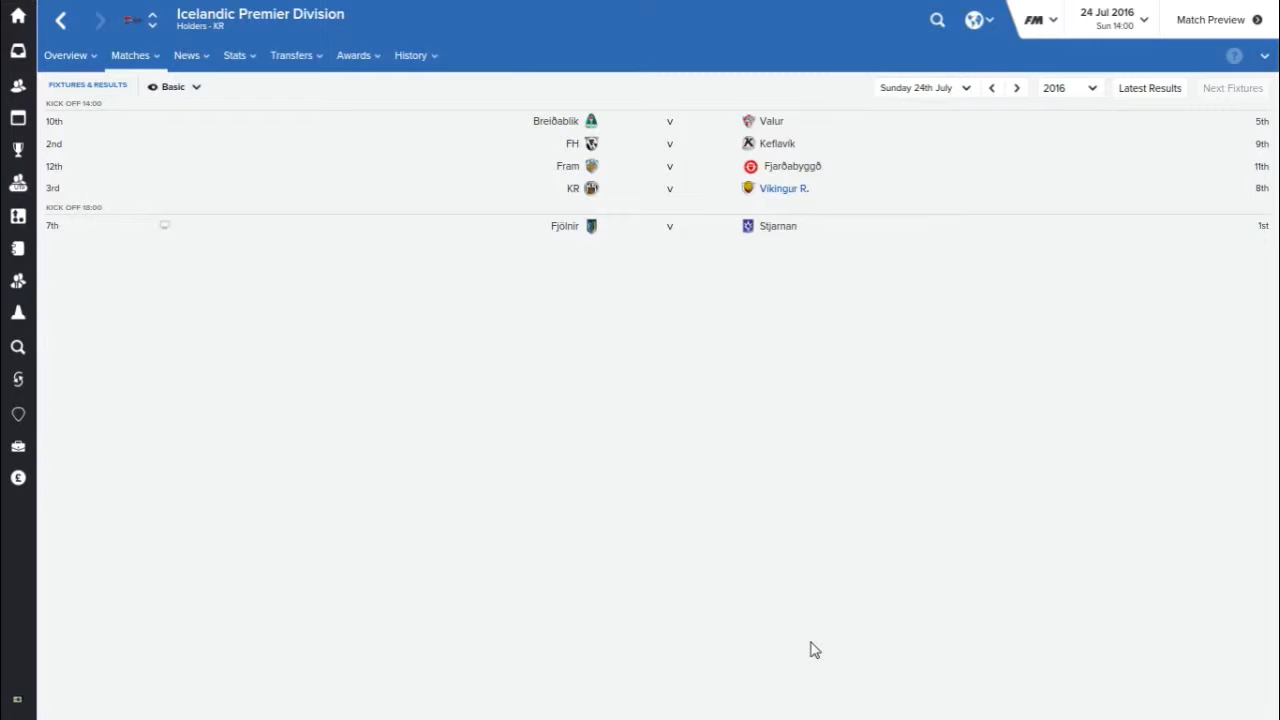 Icelandic Premier Division
Holders - KR
FM
24 Jul 2016
Sun 14:00
Match Preview
Overview
Matches
News
Stats
Transfers
Awards
History
?
FIXTURES & RESULTS
Basic
Sunday 24th July
2016
Latest Results
Next Fixtures
KICK OFF 14:00
10th Breiðablik v Valur 5th
2nd FH v Keflavík 9th
12th Fram v Fjarðabyggð 11th
3rd KR v Víkingur R. 8th
KICK OFF 18:00
7th Fjölnir v Stjarnan 1st